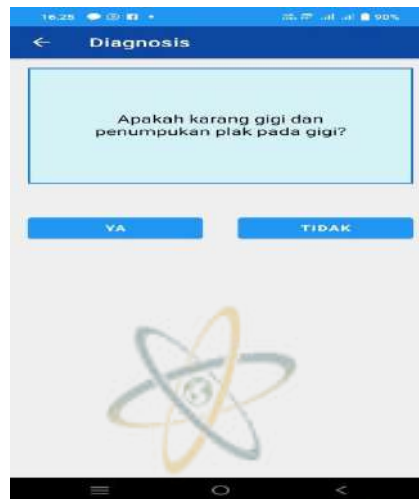 16.25 90%
Diagnosis
Apakah karang gigi dan
penumpukan plak pada gigi?
YA TIDAK